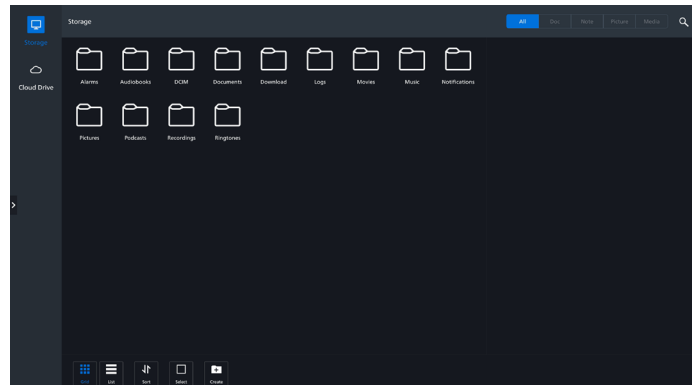 Storage
All Doc Note Picture Media
Storage
Cloud Drive
Alarms Audiobooks DCIM Documents Download Logs Movies Music Notifications
Pictures Podcasts Recordings Ringtones
Grid List Sort Select Create